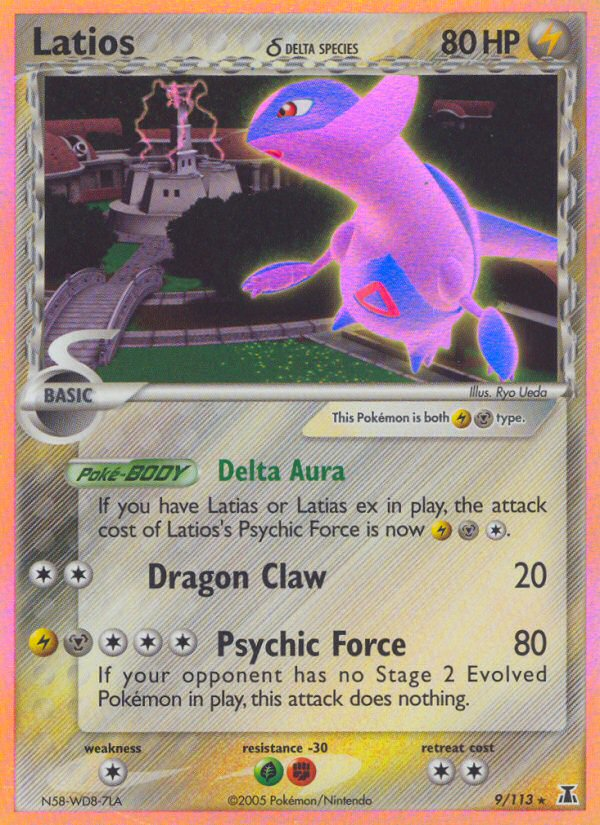 Latios δ DELTA SPECIES 80 HP
BASIC
Illus. Ryo Ueda
This Pokémon is both type.
Poké-BODY Delta Aura
If you have Latias or Latias ex in play, the attack
cost of Latios's Psychic Force is now .
Dragon Claw 20
Psychic Force 80
If your opponent has no Stage 2 Evolved
Pokémon in play, this attack does nothing.
weakness resistance -30 retreat cost
N58-WD8-7LA ©2005 Pokémon/Nintendo 9/113 ★